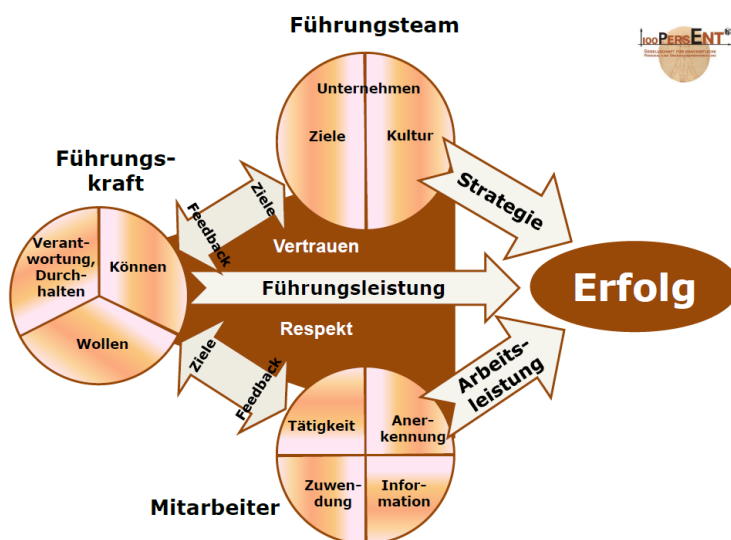 Führungsteam
100PERSENT
Unternehmen
Ziele
Kultur
Führungs-
kraft
Strategie
Ziele
Feedback
Verant-
wortung,
Durch-
halten
Können
Wollen
Vertrauen
Führungsleistung
Erfolg
Respekt
Ziele
Feedback
Arbeits-
leistung
Tätigkeit
Aner-
kennung
Zuwen-
dung
Infor-
mation
Mitarbeiter